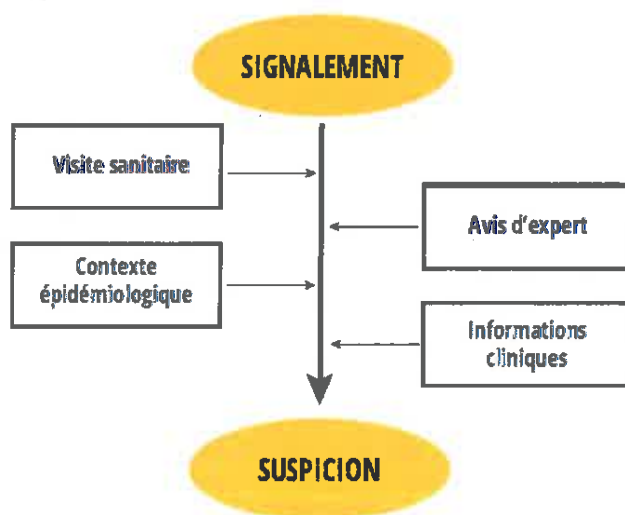 SIGNALEMENT
Visite sanitaire
Avis d'expert
Contexte
épidémiologique
Informations
cliniques
SUSPICION